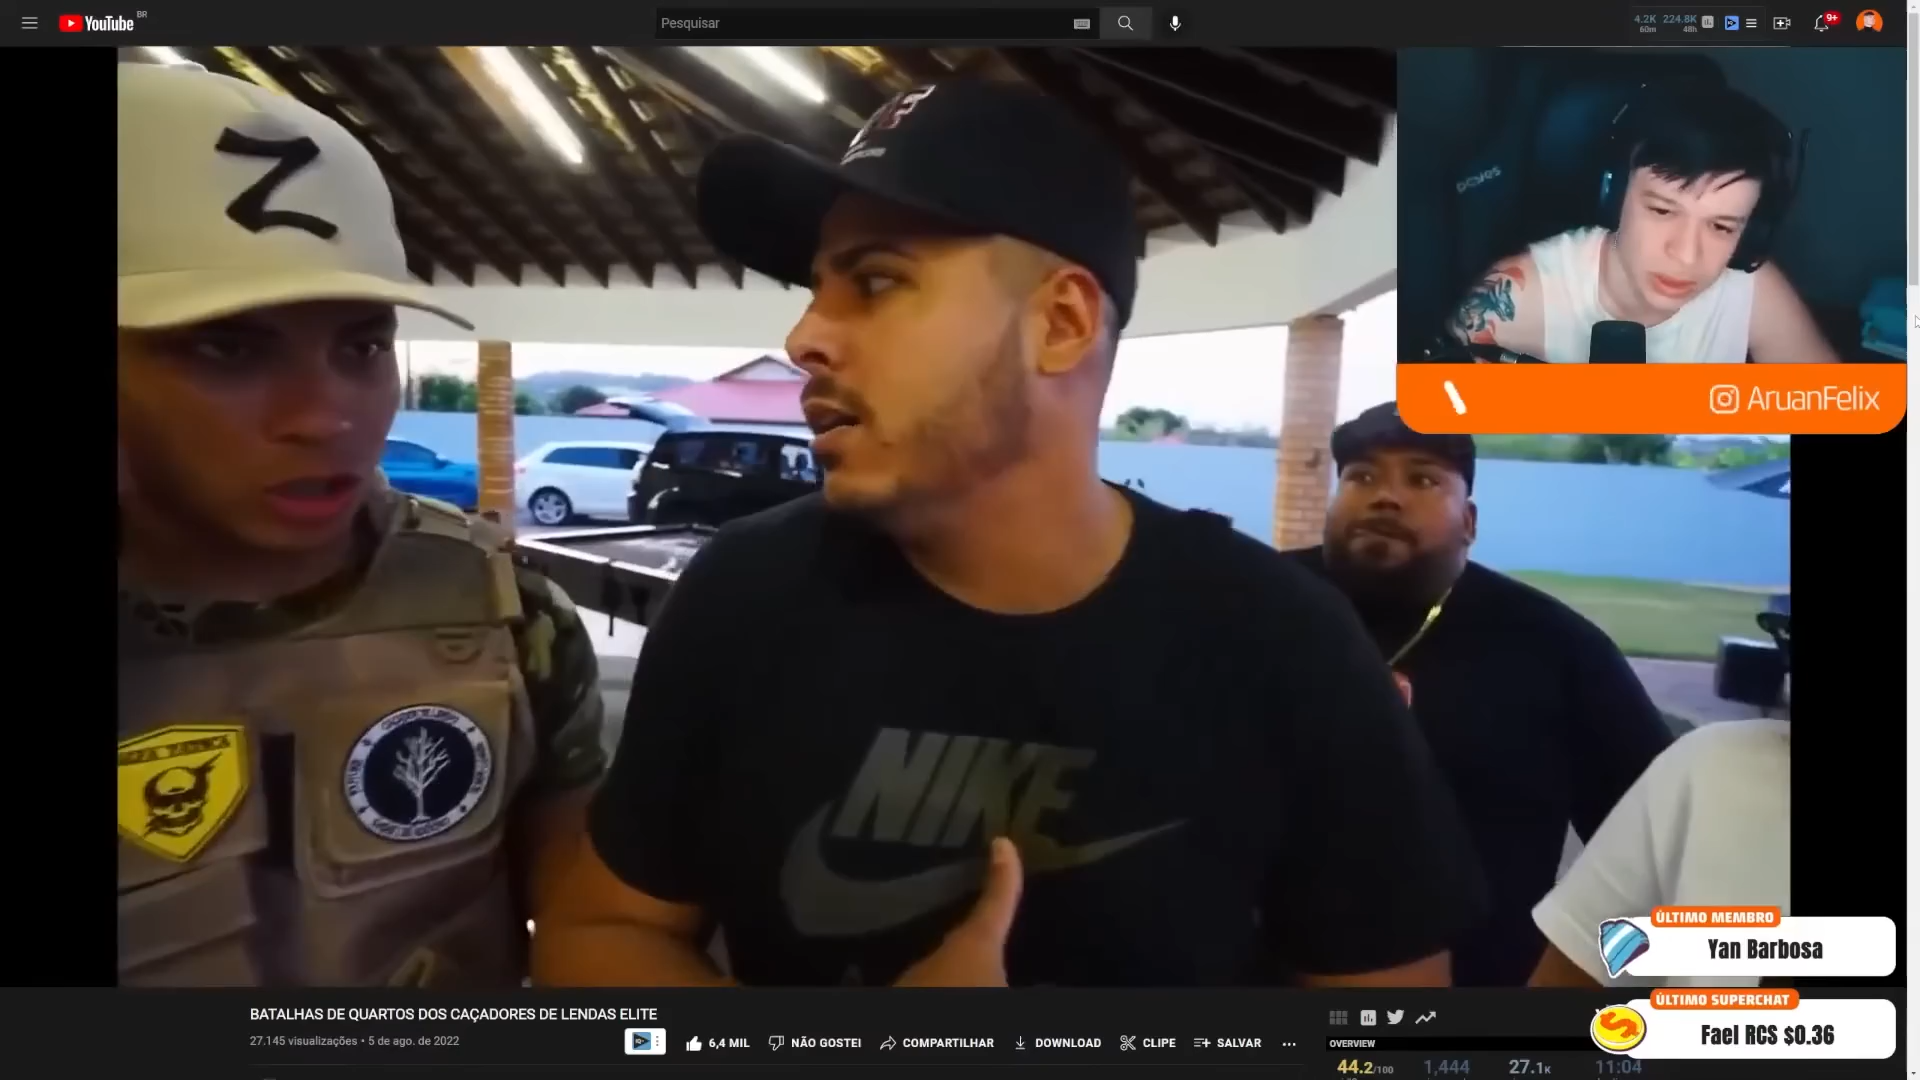 YouTube BR
Pesquisar
4.2K 224.8K
60m 48h
9+
Z
AruanFelix
NIKE
ÚLTIMO MEMBRO
Yan Barbosa
ÚLTIMO SUPERCHAT
Fael RCS $0.36
BATALHAS DE QUARTOS DOS CAÇADORES DE LENDAS ELITE
27.145 visualizações • 5 de ago. de 2022
6,4 MIL NÃO GOSTEI COMPARTILHAR DOWNLOAD CLIPE SALVAR
OVERVIEW
44.2/100 1,444 27.1K 11:04